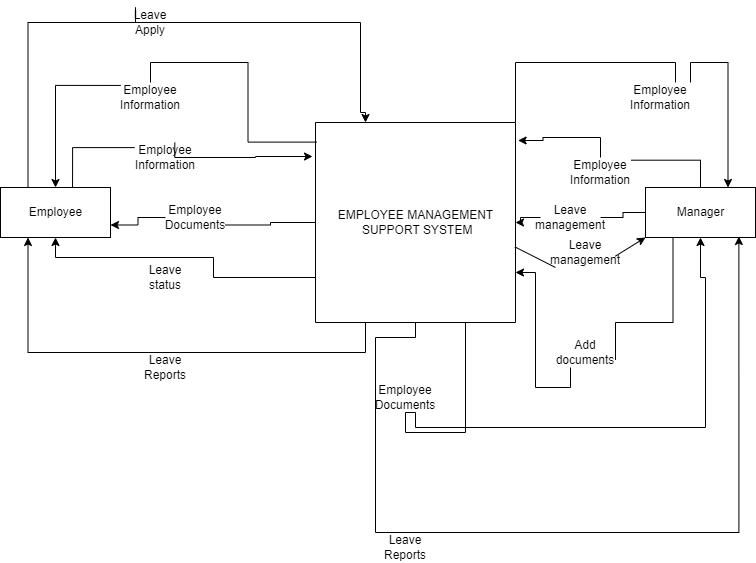 Leave
Apply
Employee
Information
Employee
Information
Employee
Information
Employee
Information
Employee
Employee
Documents
EMPLOYEE MANAGEMENT
SUPPORT SYSTEM
Leave
management
Manager
Leave
management
Leave
status
Leave
Reports
Add
documents
Employee
Documents
Leave
Reports